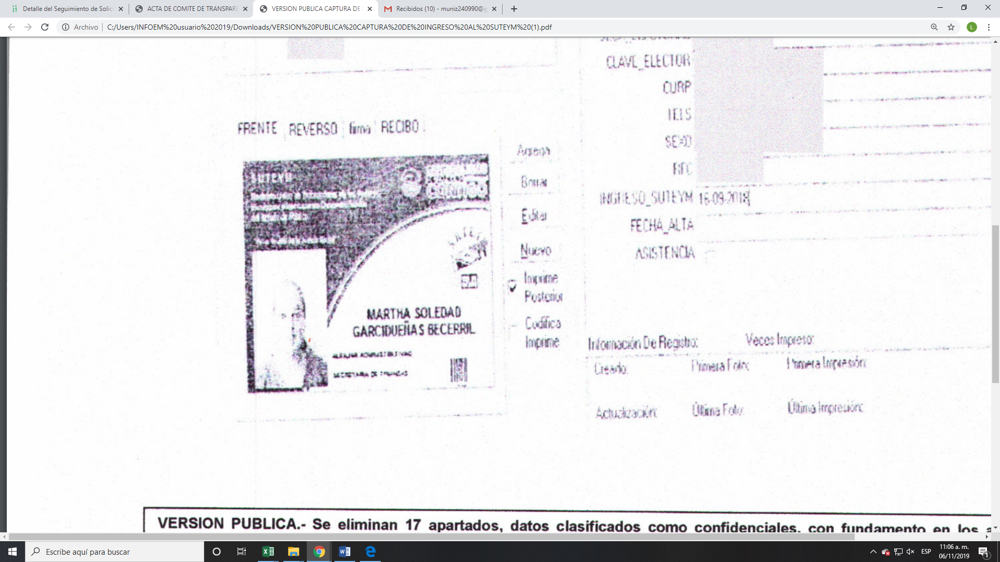 Detalle del Seguimiento de Solici
ACTA DE COMITE DE TRANSPARE
VERSION PUBLICA CAPTURA DE
Recibidos (10) - muniz240990@g
Archivo
C:/Users/INFOEM%20usuario%202019/Downloads/VERSION%20PUBLICA%20CAPTURA%20DE%20INGRESO%20AL%20SUTEYM%20(1).pdf
L
CLAVE_ELECTOR
CURP
SEXO
RFC
INGRESO_SUTEYM 16-09-2018
FECHA_ALTA
ASISTENCIA
FRENTE REVERSO firma RECIBO
Agrega
Borrar
Editar
Nuevo
Imprime
Posterior
Codifica
Imprime
SUTEYM
MARTHA SOLEDAD
GARCIDUEÑAS BECERRIL
SECRETARIA DE FINANZAS
Información De Registro:
Veces Impreso:
Creado:
Primera Foto:
Primera Impresión:
Actualización:
Última Foto:
Última Impresión:
VERSION PUBLICA.- Se eliminan 17 apartados, datos clasificados como confidenciales, con fundamento en los a
Escribe aquí para buscar
ESP
11:06 a. m.
06/11/2019
1